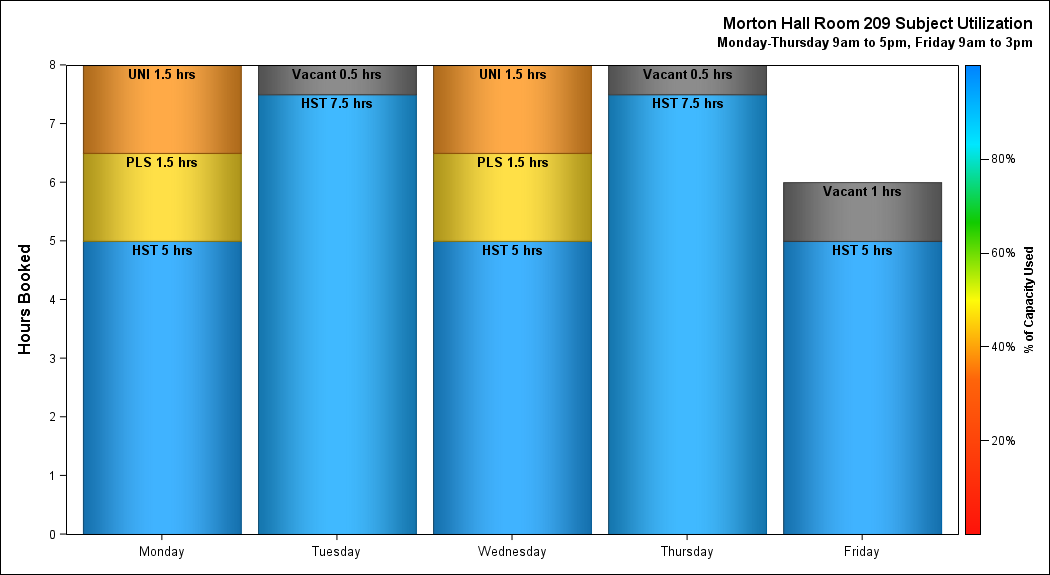 Morton Hall Room 209 Subject Utilization
Monday-Thursday 9am to 5pm, Friday 9am to 3pm
Hours Booked
8
7
6
5
4
3
2
1
0
UNI 1.5 hrs
PLS 1.5 hrs
HST 5 hrs
Vacant 0.5 hrs
HST 7.5 hrs
UNI 1.5 hrs
PLS 1.5 hrs
HST 5 hrs
Vacant 0.5 hrs
HST 7.5 hrs
Vacant 1 hrs
HST 5 hrs
Monday
Tuesday
Wednesday
Thursday
Friday
80%
60%
40%
20%
% of Capacity Used